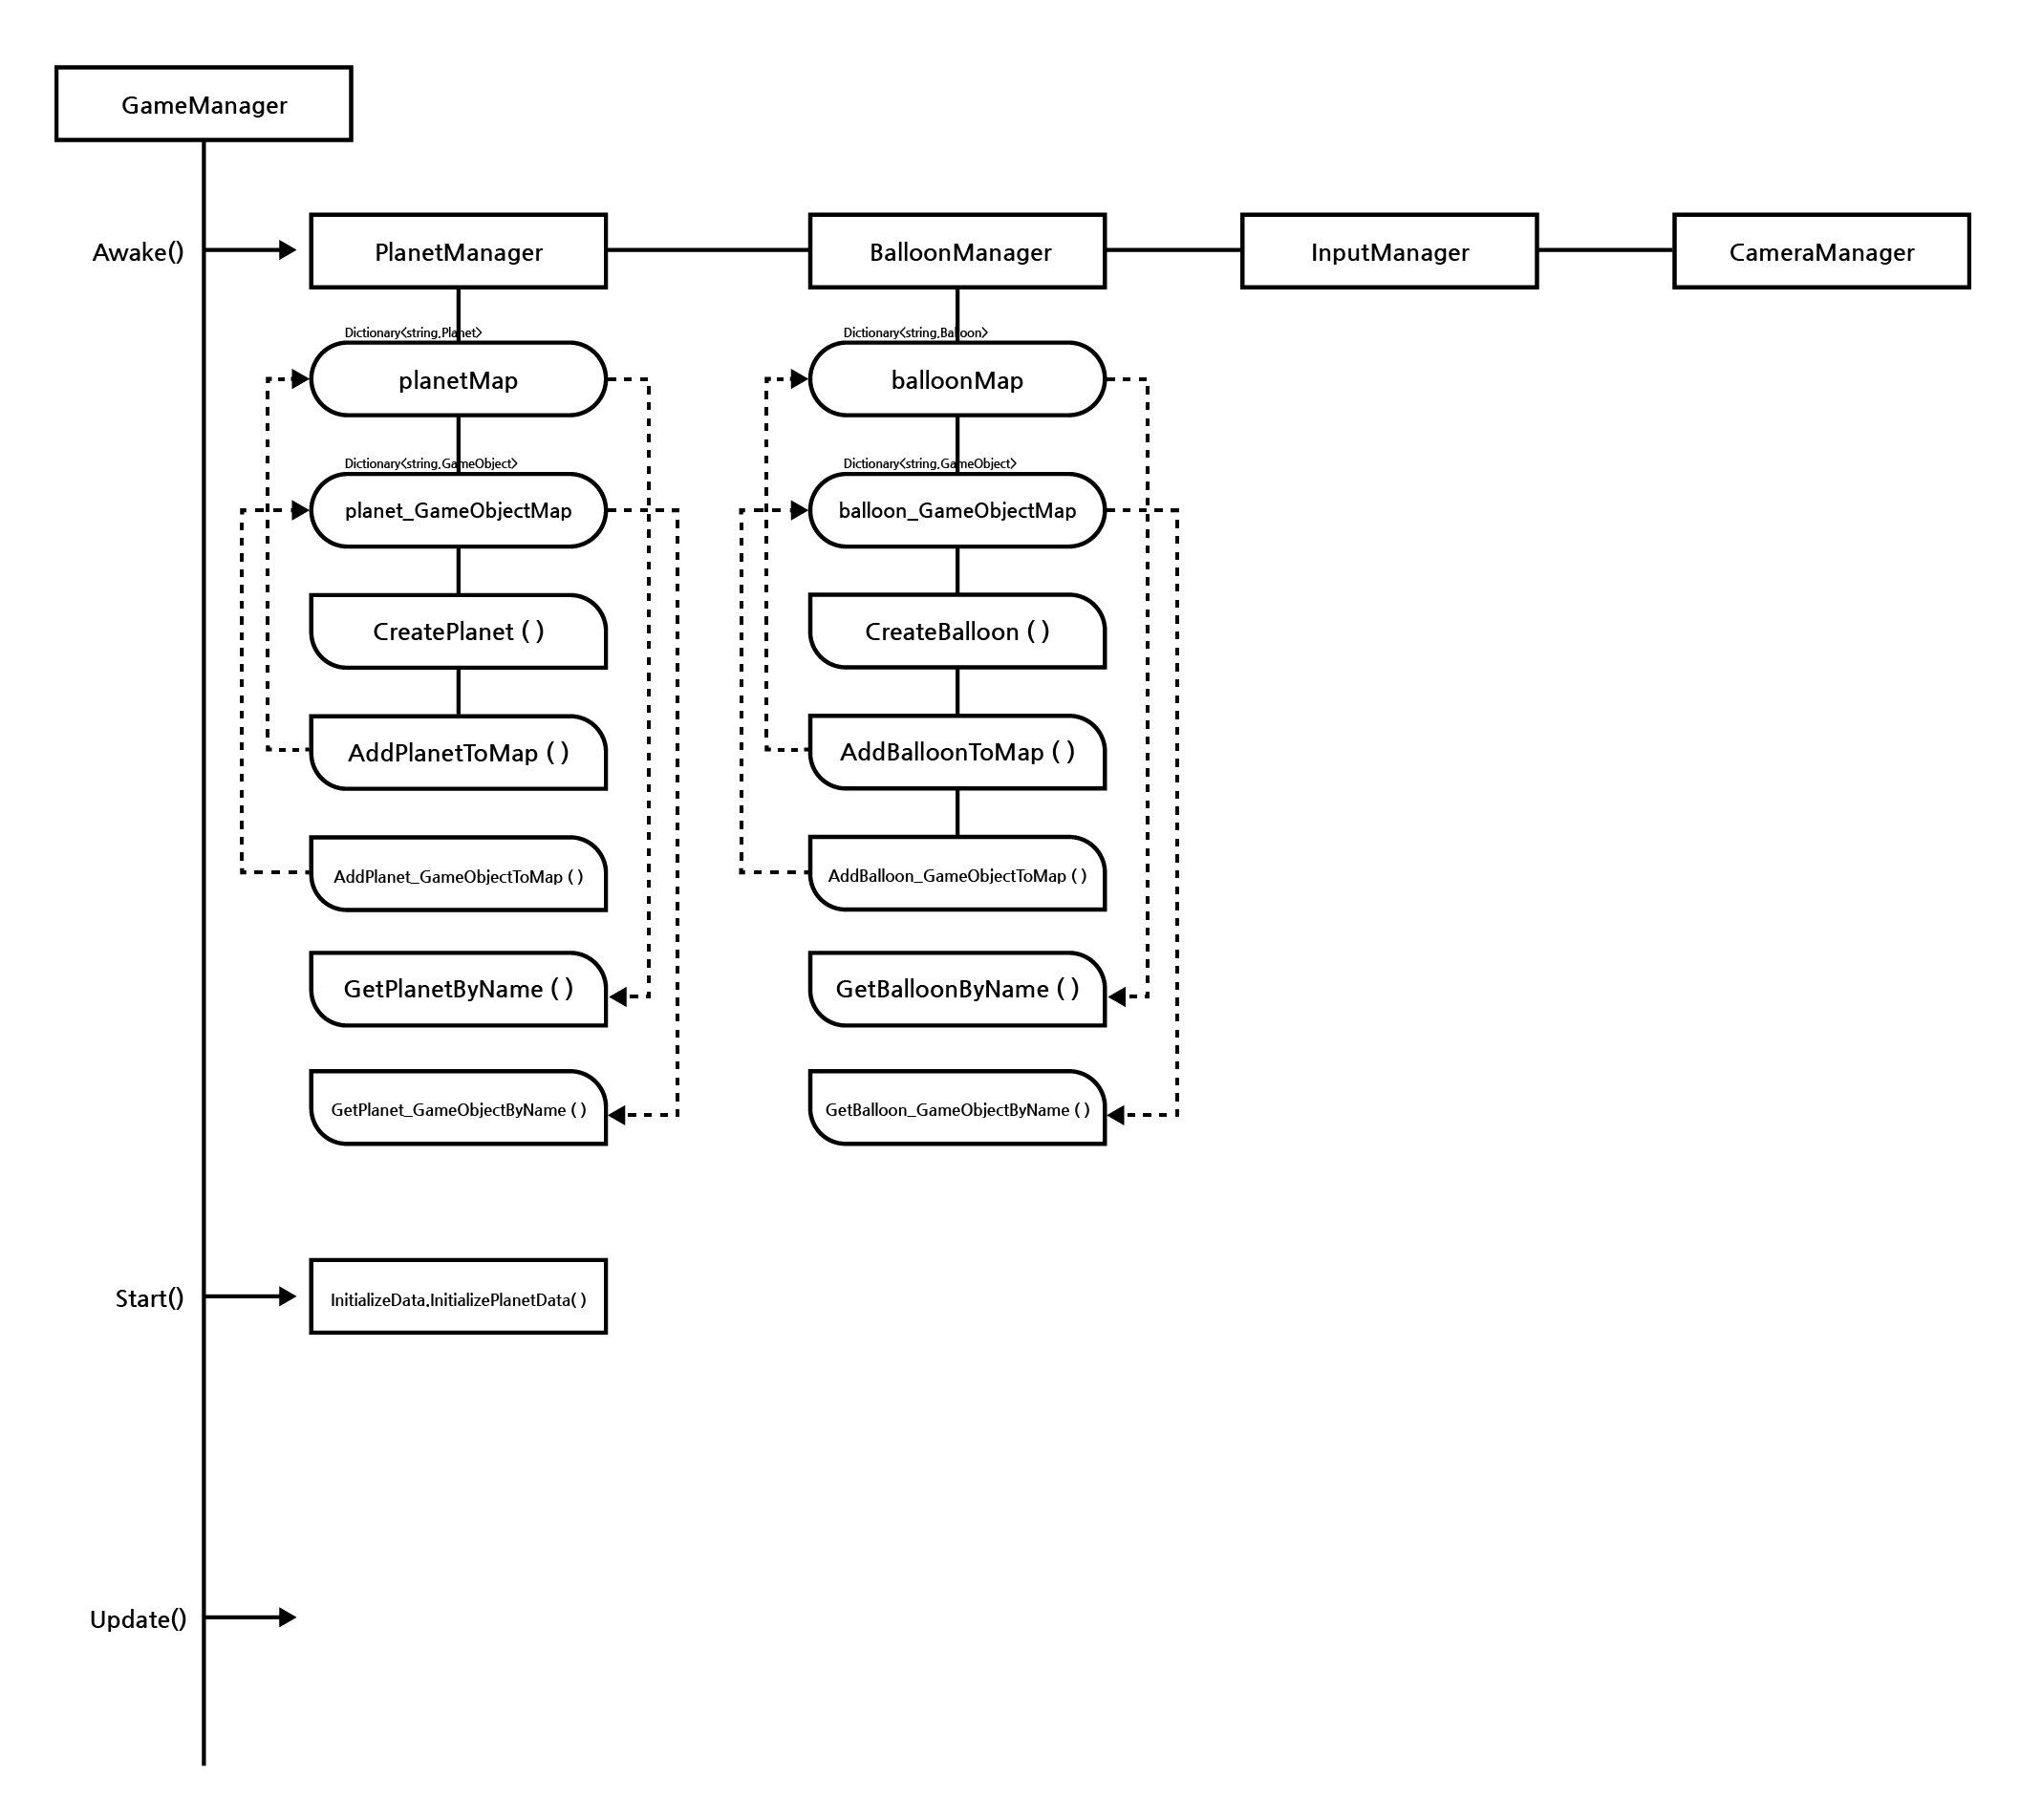 GameManager
Awake()
PlanetManager
BalloonManager
InputManager
CameraManager
Dictionary<string,Planet>
Dictionary<string,Balloon>
planetMap
balloonMap
Dictionary<string,GameObject>
Dictionary<string,GameObject>
planet_GameObjectMap
balloon_GameObjectMap
CreatePlanet ( )
CreateBalloon ( )
AddPlanetToMap ( )
AddBalloonToMap ( )
AddPlanet_GameObjectToMap ( )
AddBalloon_GameObjectToMap ( )
GetPlanetByName ( )
GetBalloonByName ( )
GetPlanet_GameObjectByName ( )
GetBalloon_GameObjectByName ( )
Start()
InitializeData.InitializePlanetData( )
Update()